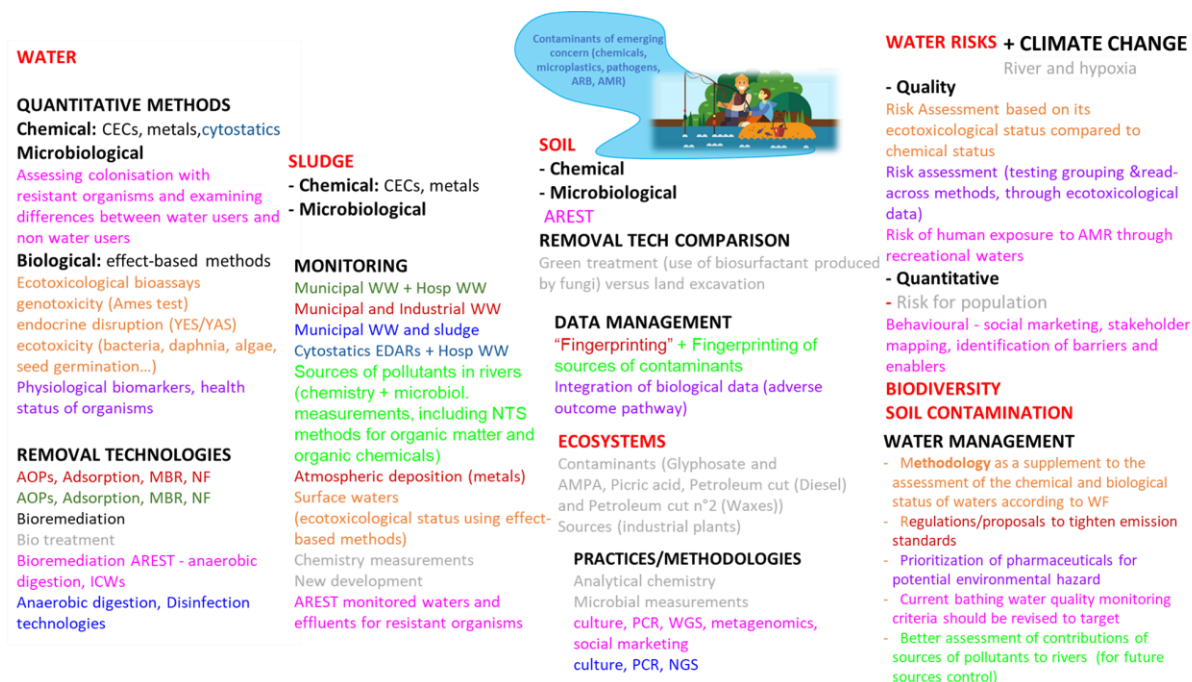 WATER
QUANTITATIVE METHODS
Chemical: CECs, metals,cytostatics
Microbiological
Assessing colonisation with
resistant organisms and examining
differences between water users and
non water users
Biological: effect-based methods
Ecotoxicological bioassays
genotoxicity (Ames test)
endocrine disruption (YES/YAS)
ecotoxicity (bacteria, daphnia, algae,
seed germination...)
Physiological biomarkers, health
status of organisms
REMOVAL TECHNOLOGIES
AOPs, Adsorption, MBR, NF
AOPs, Adsorption, MBR, NF
Bioremediation
Bio treatment
Bioremediation AREST - anaerobic
digestion, ICWs
Anaerobic digestion, Disinfection
technologies
SLUDGE
- Chemical: CECs, metals
- Microbiological
MONITORING
Municipal WW + Hosp WW
Municipal and Industrial WW
Municipal WW and sludge
Cytostatics EDARs + Hosp WW
Sources of pollutants in rivers
(chemistry + microbiol.
measurements, including NTS
methods for organic matter and
organic chemicals)
Atmospheric deposition (metals)
Surface waters
(ecotoxicological status using effect-
based methods)
Chemistry measurements
New development
AREST monitored waters and
effluents for resistant organisms
Contaminants of emerging
concern (chemicals,
microplastics, pathogens,
ARB, AMR)
SOIL
- Chemical
- Microbiological
AREST
REMOVAL TECH COMPARISON
Green treatment (use of biosurfactant produced
by fungi) versus land excavation
DATA MANAGEMENT
“Fingerprinting” + Fingerprinting of
sources of contaminants
Integration of biological data (adverse
outcome pathway)
ECOSYSTEMS
Contaminants (Glyphosate and
AMPA, Picric acid, Petroleum cut (Diesel)
and Petroleum cut n°2 (Waxes))
Sources (industrial plants)
PRACTICES/METHODOLOGIES
Analytical chemistry
Microbial measurements
culture, PCR, WGS, metagenomics,
social marketing
culture, PCR, NGS
WATER RISKS + CLIMATE CHANGE
River and hypoxia
- Quality
Risk Assessment based on its
ecotoxicological status compared to
chemical status
Risk assessment (testing grouping &read-
across methods, through ecotoxicological
data)
Risk of human exposure to AMR through
recreational waters
- Quantitative
- Risk for population
Behavioural - social marketing, stakeholder
mapping, identification of barriers and
enablers
BIODIVERSITY
SOIL CONTAMINATION
WATER MANAGEMENT
- Methodology as a supplement to the
assessment of the chemical and biological
status of waters according to WF
- Regulations/proposals to tighten emission
standards
- Prioritization of pharmaceuticals for
potential environmental hazard
- Current bathing water quality monitoring
criteria should be revised to target
- Better assessment of contributions of
sources of pollutants to rivers (for future
sources control)